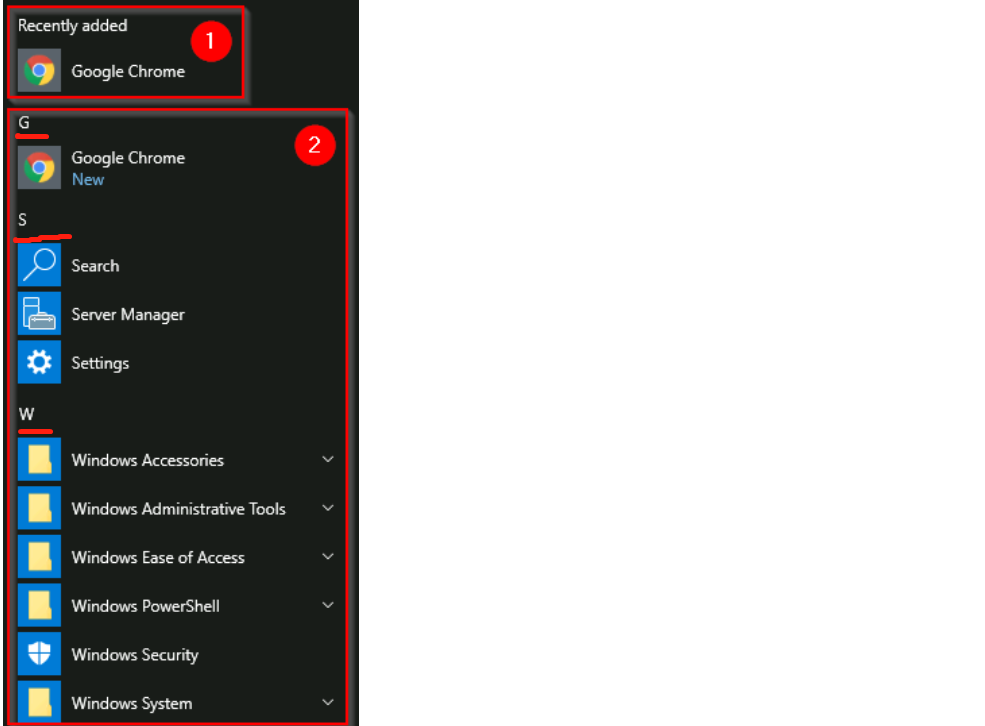 Recently added
1
Google Chrome
G
2
Google Chrome
New
S
Search
Server Manager
Settings
W
Windows Accessories
Windows Administrative Tools
Windows Ease of Access
Windows PowerShell
Windows Security
Windows System